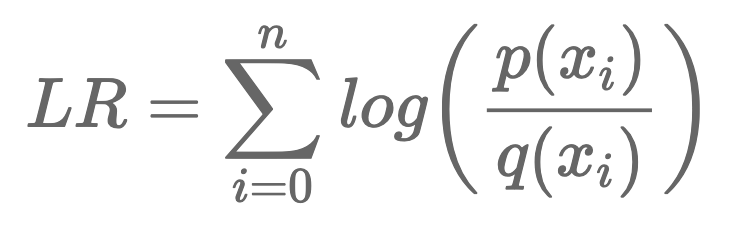 LR = \sum_{i=0}^{n} log\left(\frac{p(x_i)}{q(x_i)}\right)